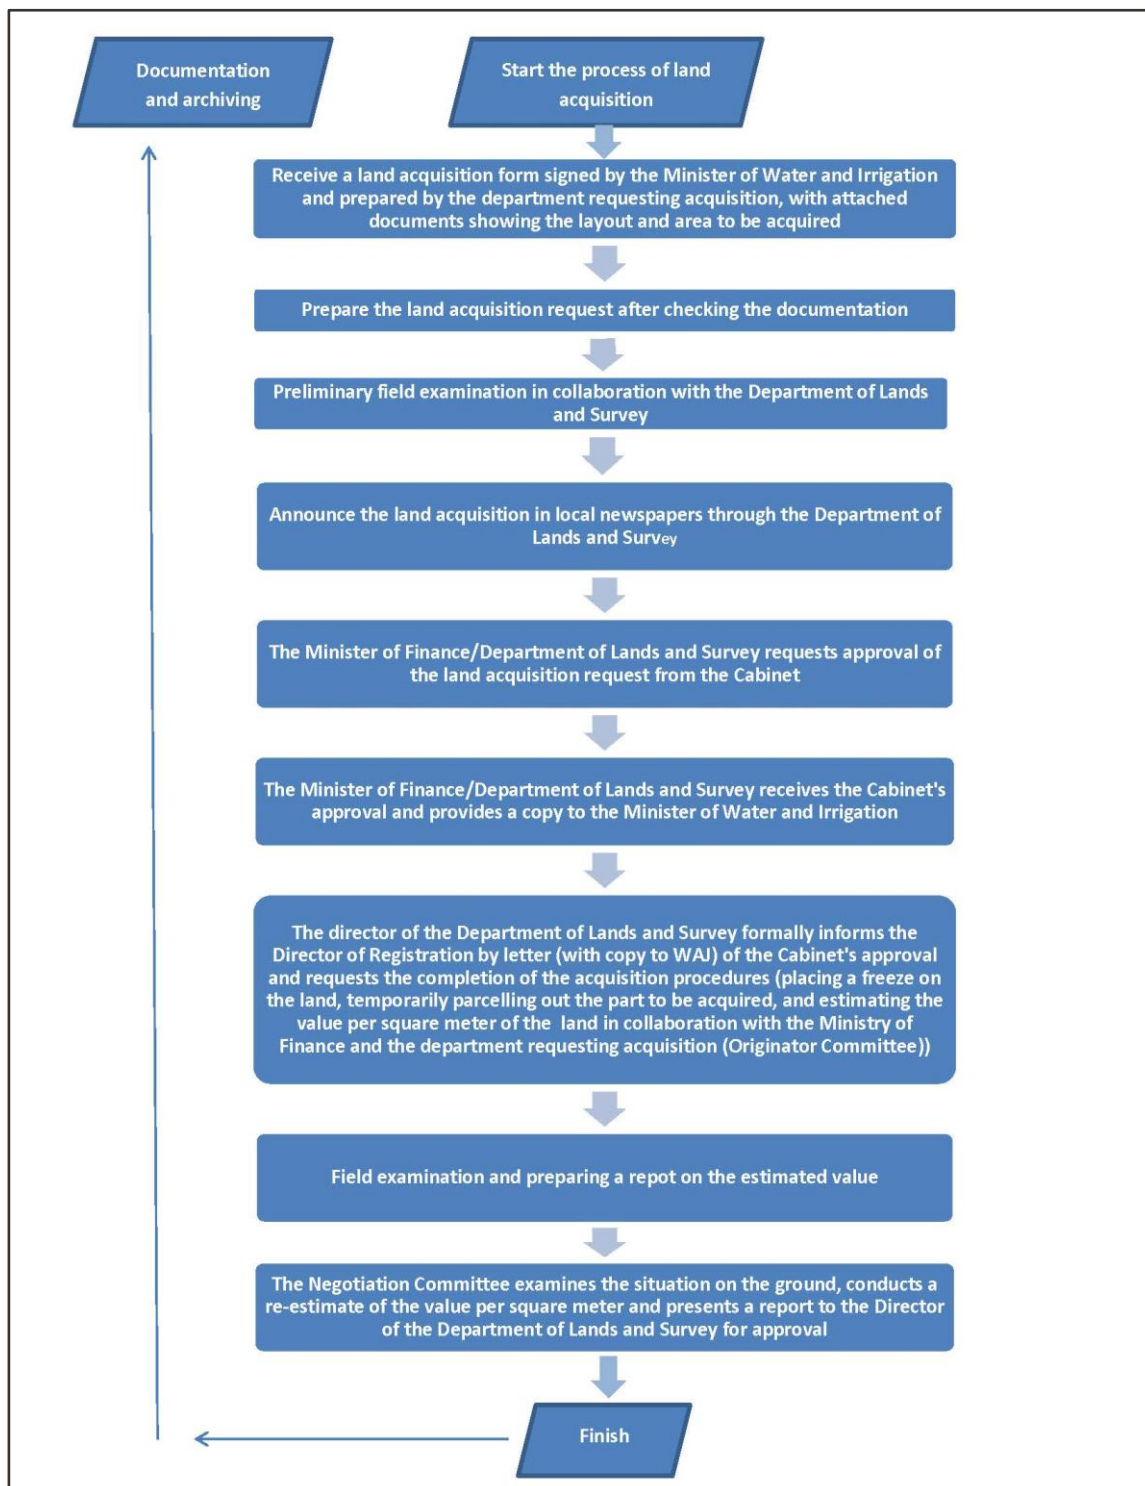 Documentation
and archiving
Start the process of land
acquisition
Receive a land acquisition form signed by the Minister of Water and Irrigation
and prepared by the department requesting acquisition, with attached
documents showing the layout and area to be acquired
Prepare the land acquisition request after checking the documentation
Preliminary field examination in collaboration with the Department of Lands
and Survey
Announce the land acquisition in local newspapers through the Department of
Lands and Survey
The Minister of Finance/Department of Lands and Survey requests approval of
the land acquisition request from the Cabinet
The Minister of Finance/Department of Lands and Survey receives the Cabinet's
approval and provides a copy to the Minister of Water and Irrigation
The director of the Department of Lands and Survey formally informs the
Director of Registration by letter (with copy to WAJ) of the Cabinet's approval
and requests the completion of the acquisition procedures (placing a freeze on
the land, temporarily parcelling out the part to be acquired, and estimating the
value per square meter of the land in collaboration with the Ministry of
Finance and the department requesting acquisition (Originator Committee))
Field examination and preparing a repot on the estimated value
The Negotiation Committee examines the situation on the ground, conducts a
re-estimate of the value per square meter and presents a report to the Director
of the Department of Lands and Survey for approval
Finish